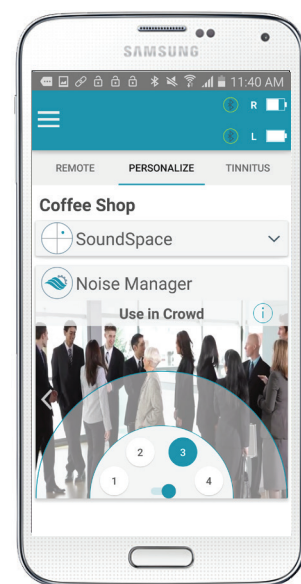 SAMSUNG
11:40 AM
R
L
REMOTE PERSONALIZE TINNITUS
Coffee Shop
SoundSpace
Noise Manager
Use in Crowd
i
2 3
1 4